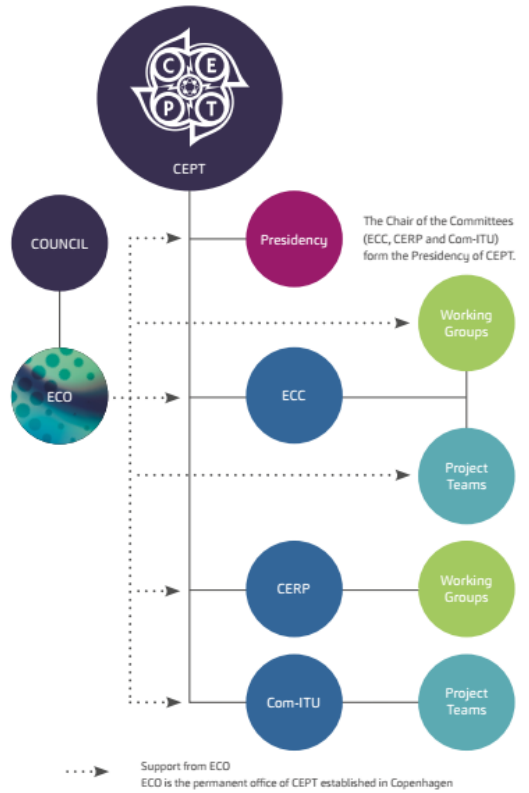 C E
P T
CEPT
COUNCIL
Presidency
The Chair of the Committees
(ECC, CERP and Com-ITU)
form the Presidency of CEPT.
Working
Groups
ECO
ECC
Project
Teams
CERP
Working
Groups
Com-ITU
Project
Teams
Support from ECO
ECO is the permanent office of CEPT established in Copenhagen